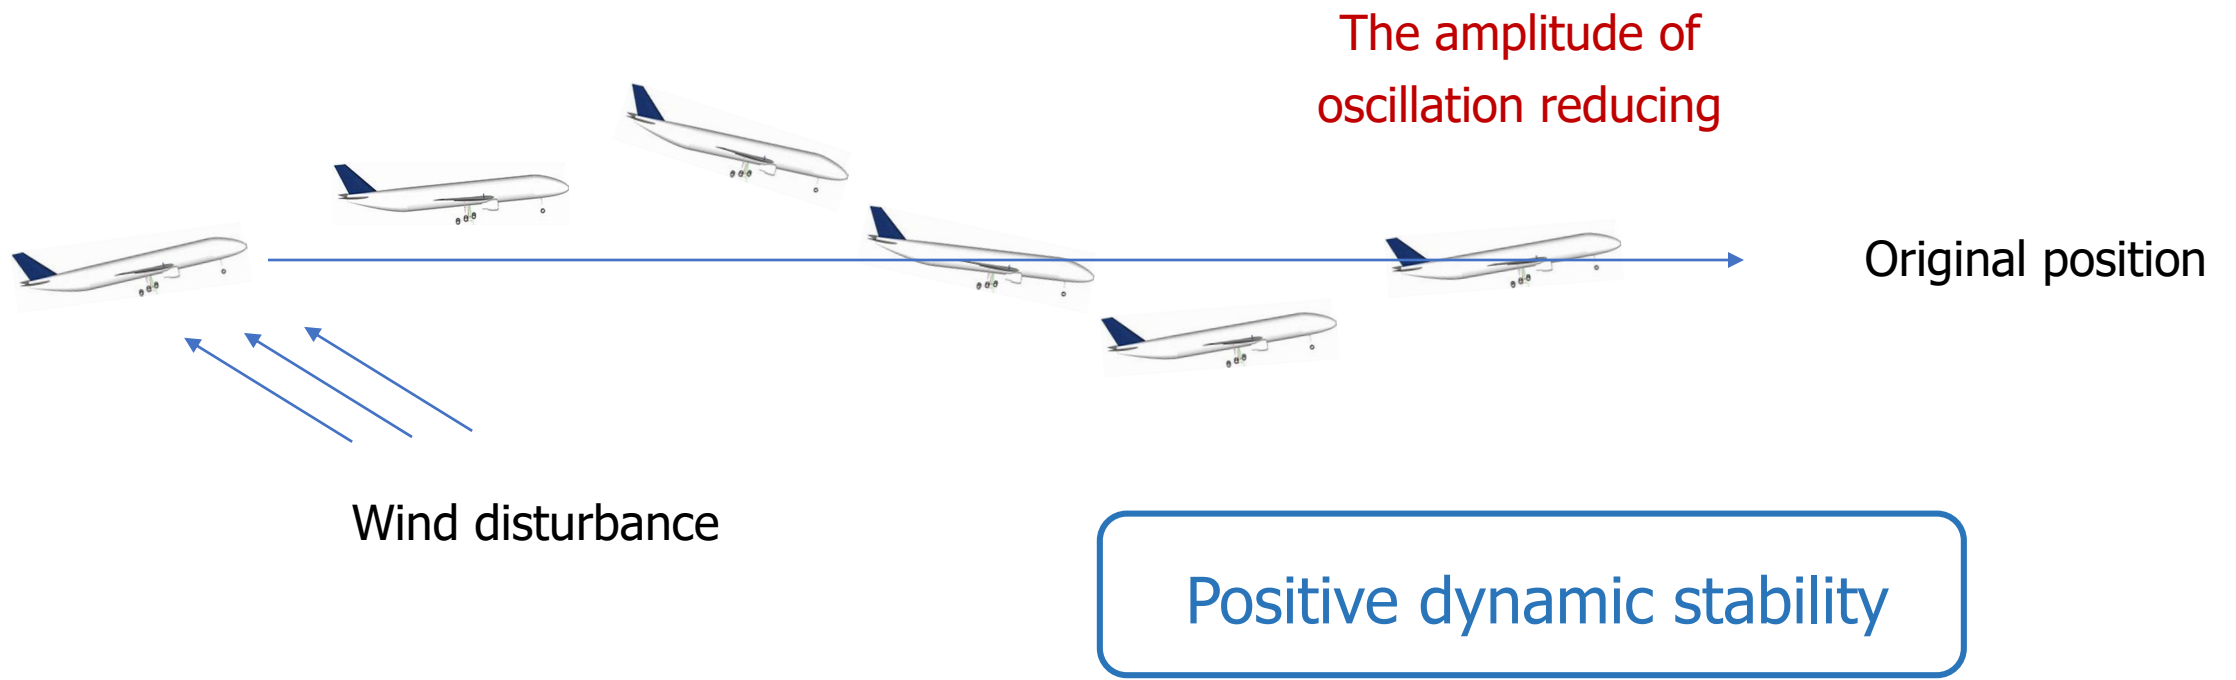 The amplitude of
oscillation reducing
Original position
Wind disturbance
Positive dynamic stability